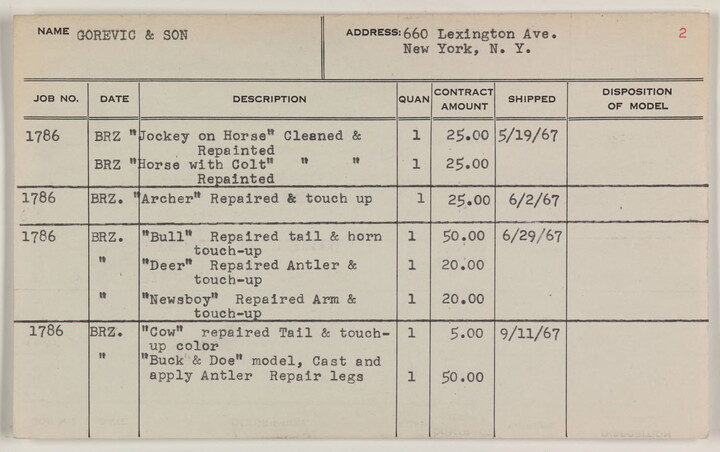 NAME GOREVIC & SON ADDRESS: 660 Lexington Ave. 2
New York, N. Y.
JOB NO. DATE DESCRIPTION QUAN CONTRACT AMOUNT SHIPPED DISPOSITION OF MODEL
1786 BRZ "Jockey on Horse" Cleaned & 1 25.00 5/19/67
Repainted
BRZ "Horse with Colt" " " 1 25.00
Repainted
1786 BRZ. "Archer" Repaired & touch up 1 25.00 6/2/67
1786 BRZ. "Bull" Repaired tail & horn 1 50.00 6/29/67
touch-up
" "Deer" Repaired Antler & 1 20.00
touch-up
" "Newsboy" Repaired Arm & 1 20.00
touch-up
1786 BRZ. "Cow" repaired Tail & touch- 1 5.00 9/11/67
up color
" "Buck & Doe" model, Cast and
apply Antler Repair legs 1 50.00